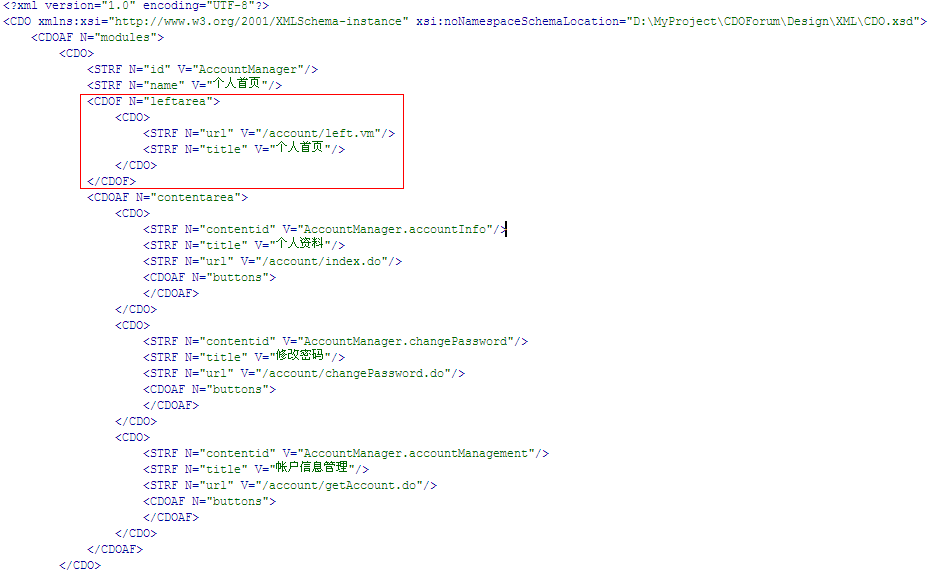 <?xml version="1.0" encoding="UTF-8"?>
<CDO xmlns:xsi="http://www.w3.org/2001/XMLSchema-instance" xsi:noNamespaceSchemaLocation="D:\MyProject\CDOForum\Design\XML\CDO.xsd">
<CDOAF N="modules">
<CDO>
<STRF N="id" V="AccountManager"/>
<STRF N="name" V="个人首页"/>
<CDOF N="leftarea">
<CDO>
<STRF N="url" V="/account/left.vm"/>
<STRF N="title" V="个人首页"/>
</CDO>
</CDOF>
<CDOAF N="contentarea">
<CDO>
<STRF N="contentid" V="AccountManager.accountInfo"/>
<STRF N="title" V="个人资料"/>
<STRF N="url" V="/account/index.do"/>
<CDOAF N="buttons">
</CDOAF>
</CDO>
<CDO>
<STRF N="contentid" V="AccountManager.changePassword"/>
<STRF N="title" V="修改密码"/>
<STRF N="url" V="/account/changePassword.do"/>
<CDOAF N="buttons">
</CDOAF>
</CDO>
<CDO>
<STRF N="contentid" V="AccountManager.accountManagement"/>
<STRF N="title" V="帐户信息管理"/>
<STRF N="url" V="/account/getAccount.do"/>
<CDOAF N="buttons">
</CDOAF>
</CDO>
</CDOAF>
</CDO>